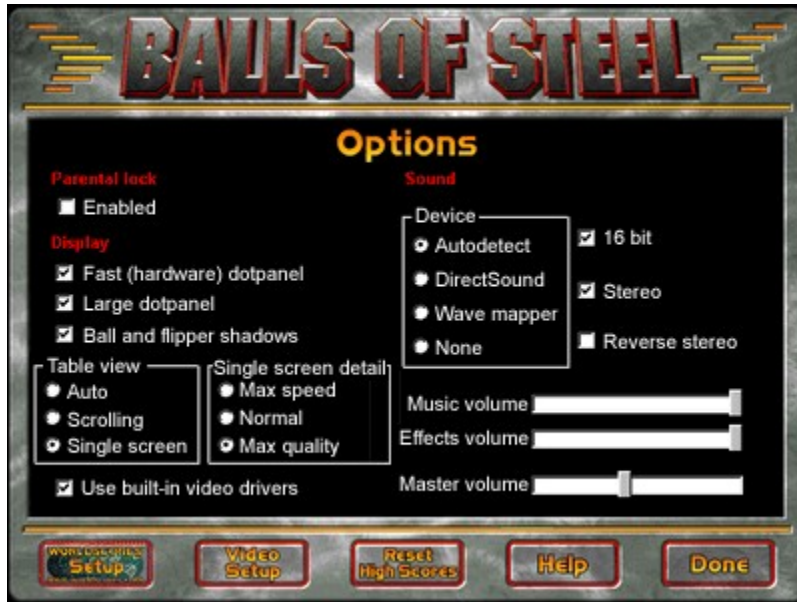 BALLS OF STEEL
Options
Parental lock
Enabled
Display
Fast (hardware) dotpanel
Large dotpanel
Ball and flipper shadows
Table view
Auto
Scrolling
Single screen
Single screen detail
Max speed
Normal
Max quality
Use built-in video drivers
Sound
Device
Autodetect
DirectSound
Wave mapper
None
16 bit
Stereo
Reverse stereo
Music volume
Effects volume
Master volume
WORLDSCORES
Setup
Video
Setup
Reset
High Scores
Help
Done